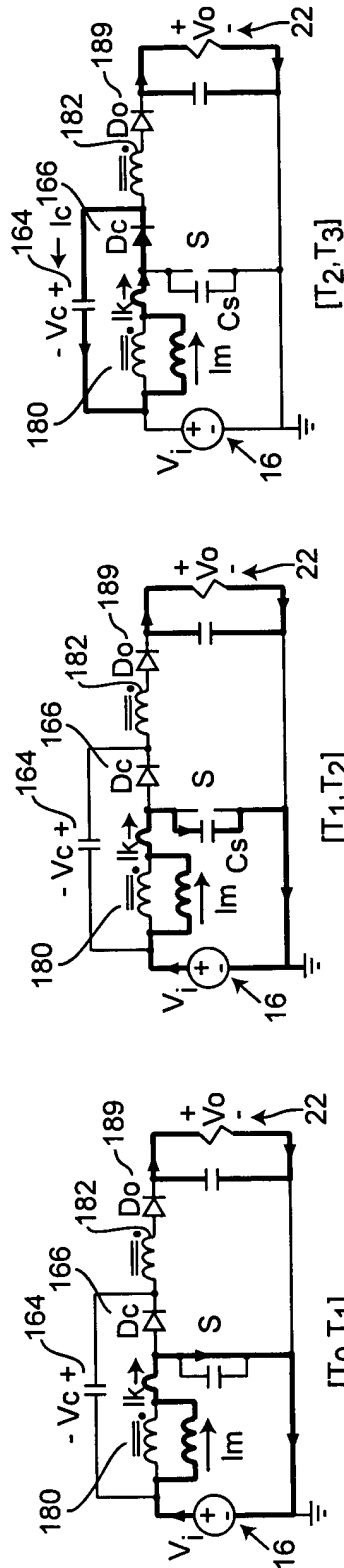 164
- Vc +
166
182
189
180
Ik
Dc
Do
Vi
+
-
Im
S
+
Vo
-
16
22
[To,T1]
164
- Vc +
166
182
189
180
Ik
Dc
Do
Vi
+
-
Im
S
Cs
+
Vo
-
16
22
[T1,T2]
164
- Vc +
Ic
166
182
189
180
Ik
Dc
Do
Vi
+
-
Im
S
Cs
+
Vo
-
16
22
[T2,T3]